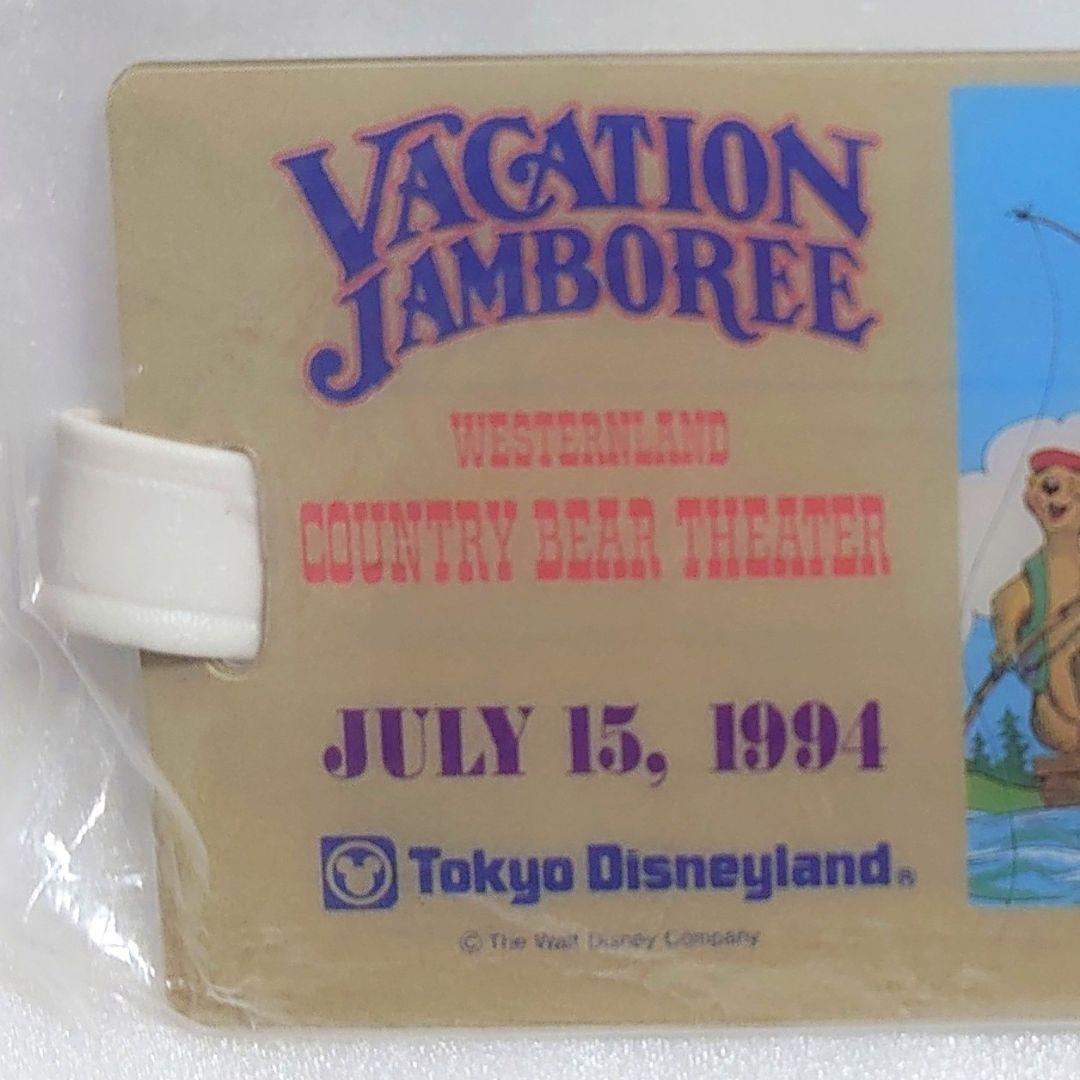 VACATION
JAMBOREE
WESTERNLAND
COUNTRY BEAR THEATER
JULY 15, 1994
Tokyo Disneyland®
© The Walt Disney Company